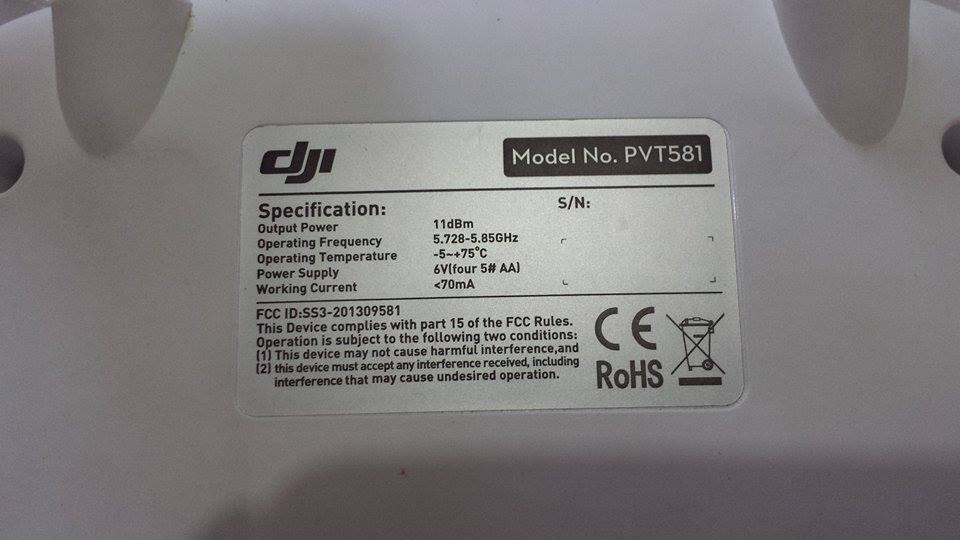 dji
Model No. PVT581
Specification:
S/N:
Output Power 11dBm
Operating Frequency 5.728-5.85GHz
Operating Temperature -5~+75°C
Power Supply 6V(four 5# AA)
Working Current <70mA
FCC ID:SS3-201309581
This Device complies with part 15 of the FCC Rules.
Operation is subject to the following two conditions:
(1) This device may not cause harmful interference,and
(2) this device must accept any interference received, including
interference that may cause undesired operation.
CE
RoHS